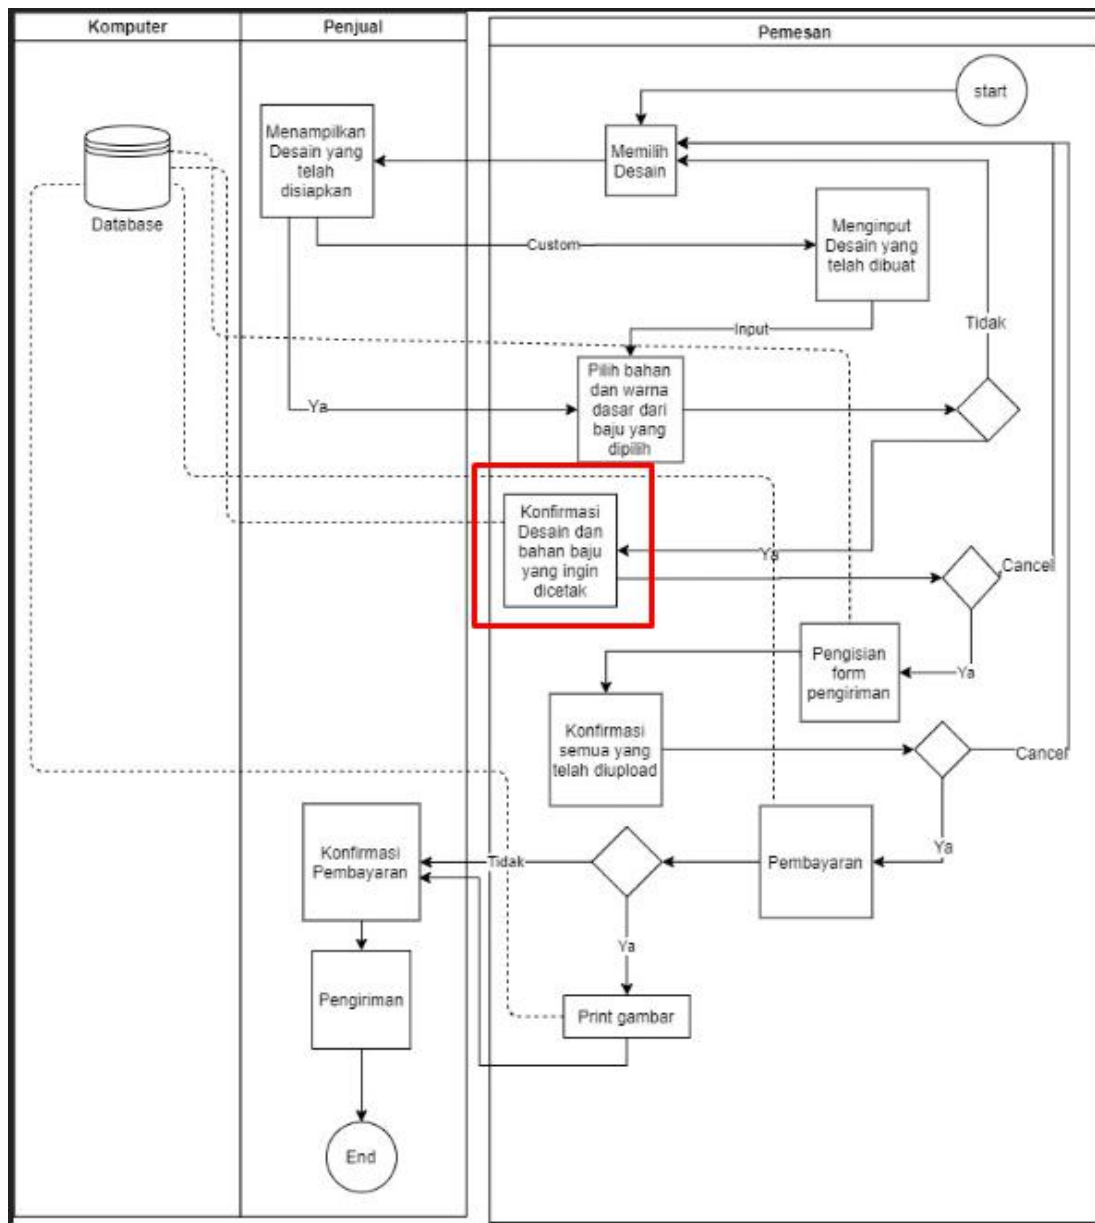 Komputer
Penjual
Pemesan
start
Menampilkan
Desain yang
telah
disiapkan
Memilih
Desain
Database
Menginput
Desain yang
telah dibuat
Custom
Input
Tidak
Pilih bahan
dan warna
dasar dari
baju yang
dipilih
Ya
Konfirmasi
Desain dan
bahan baju
yang ingin
dicetak
Ya
Cancel
Pengisian
form
pengiriman
Ya
Konfirmasi
semua yang
telah diupload
Cancel
Ya
Konfirmasi
Pembayaran
Tidak
Pembayaran
Ya
Pengiriman
Print gambar
End